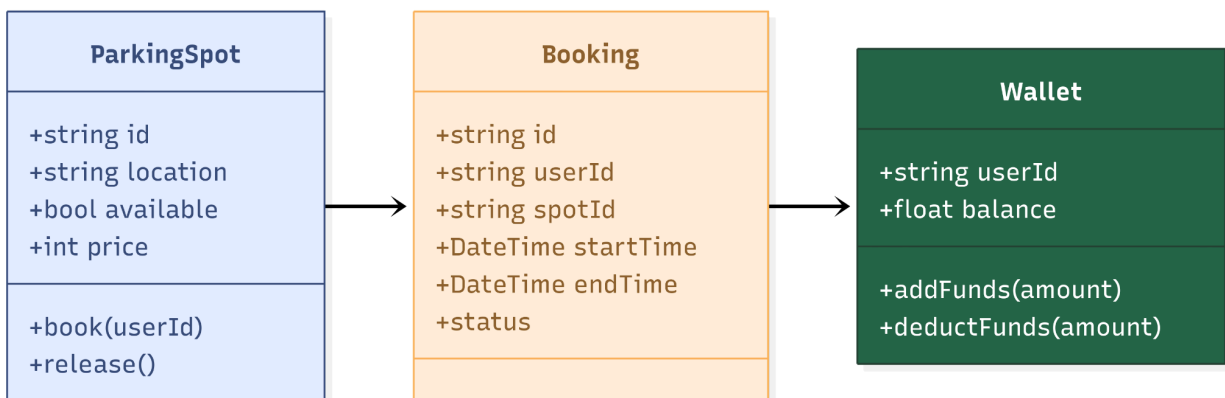 ParkingSpot
+string id
+string location
+bool available
+int price
+book(userId)
+release()
Booking
+string id
+string userId
+string spotId
+DateTime startTime
+DateTime endTime
+status
Wallet
+string userId
+float balance
+addFunds(amount)
+deductFunds(amount)